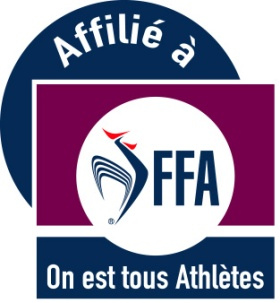 Affilié à
FFA
®
On est tous Athlètes